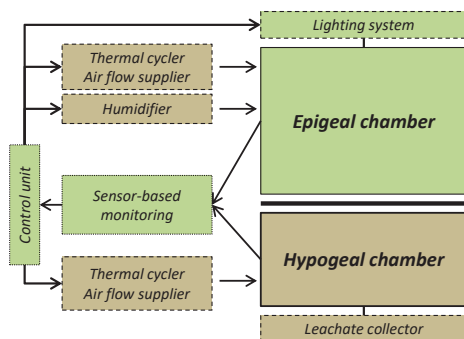 Lighting system
Thermal cycler
Air flow supplier
Humidifier
Epigeal chamber
Control unit
Sensor-based
monitoring
Hypogeal chamber
Thermal cycler
Air flow supplier
Leachate collector